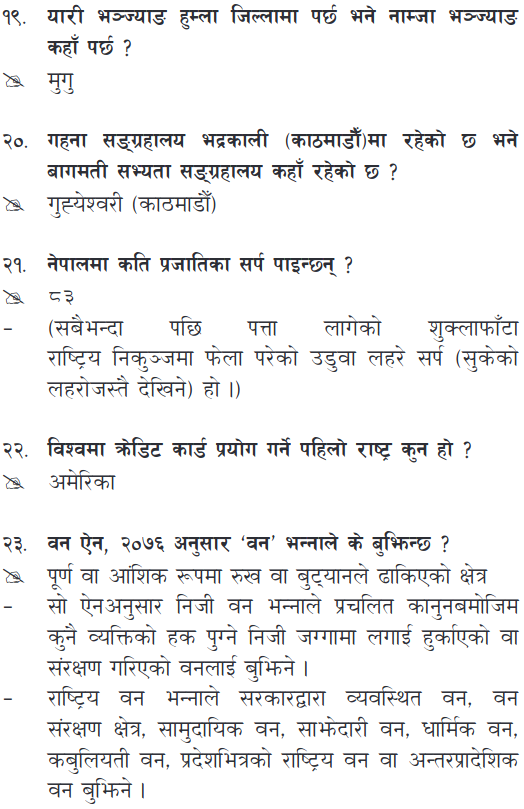 १९. यारी भञ्ज्याङ हुम्ला जिल्लामा पर्छ भने नाम्जा भञ्ज्याङ
कहाँ पर्छ ?
मुगु
२०. गहना सङ्ग्रहालय भद्रकाली (काठमाडौँ)मा रहेको छ भने
बागमती सभ्यता सङ्ग्रहालय कहाँ रहेको छ ?
गुह्येश्वरी (काठमाडौँ)
२१. नेपालमा कति प्रजातिका सर्प पाइन्छन् ?
८३
– (सबैभन्दा पछि पत्ता लागेको शुक्लाफाँटा
राष्ट्रिय निकुञ्जमा फेला परेको उडुवा लहरे सर्प (सुकेको
लहरोजस्तै देखिने) हो ।)
२२. विश्वमा क्रेडिट कार्ड प्रयोग गर्ने पहिलो राष्ट्र कुन हो ?
अमेरिका
२३. वन ऐन, २०७६ अनुसार ‘वन’ भन्नाले के बुझिन्छ ?
पूर्ण वा आंशिक रूपमा रुख वा बुट्यानले ढाकिएको क्षेत्र
– सो ऐनअनुसार निजी वन भन्नाले प्रचलित कानुनबमोजिम
कुनै व्यक्तिको हक पुग्ने निजी जग्गामा लगाई हुर्काएको वा
संरक्षण गरिएको वनलाई बुझिने ।
– राष्ट्रिय वन भन्नाले सरकारद्वारा व्यवस्थित वन, वन
संरक्षण क्षेत्र, सामुदायिक वन, साझेदारी वन, धार्मिक वन,
कबुलियती वन, प्रदेशभित्रको राष्ट्रिय वन वा अन्तरप्रादेशिक
वन बुझिने ।